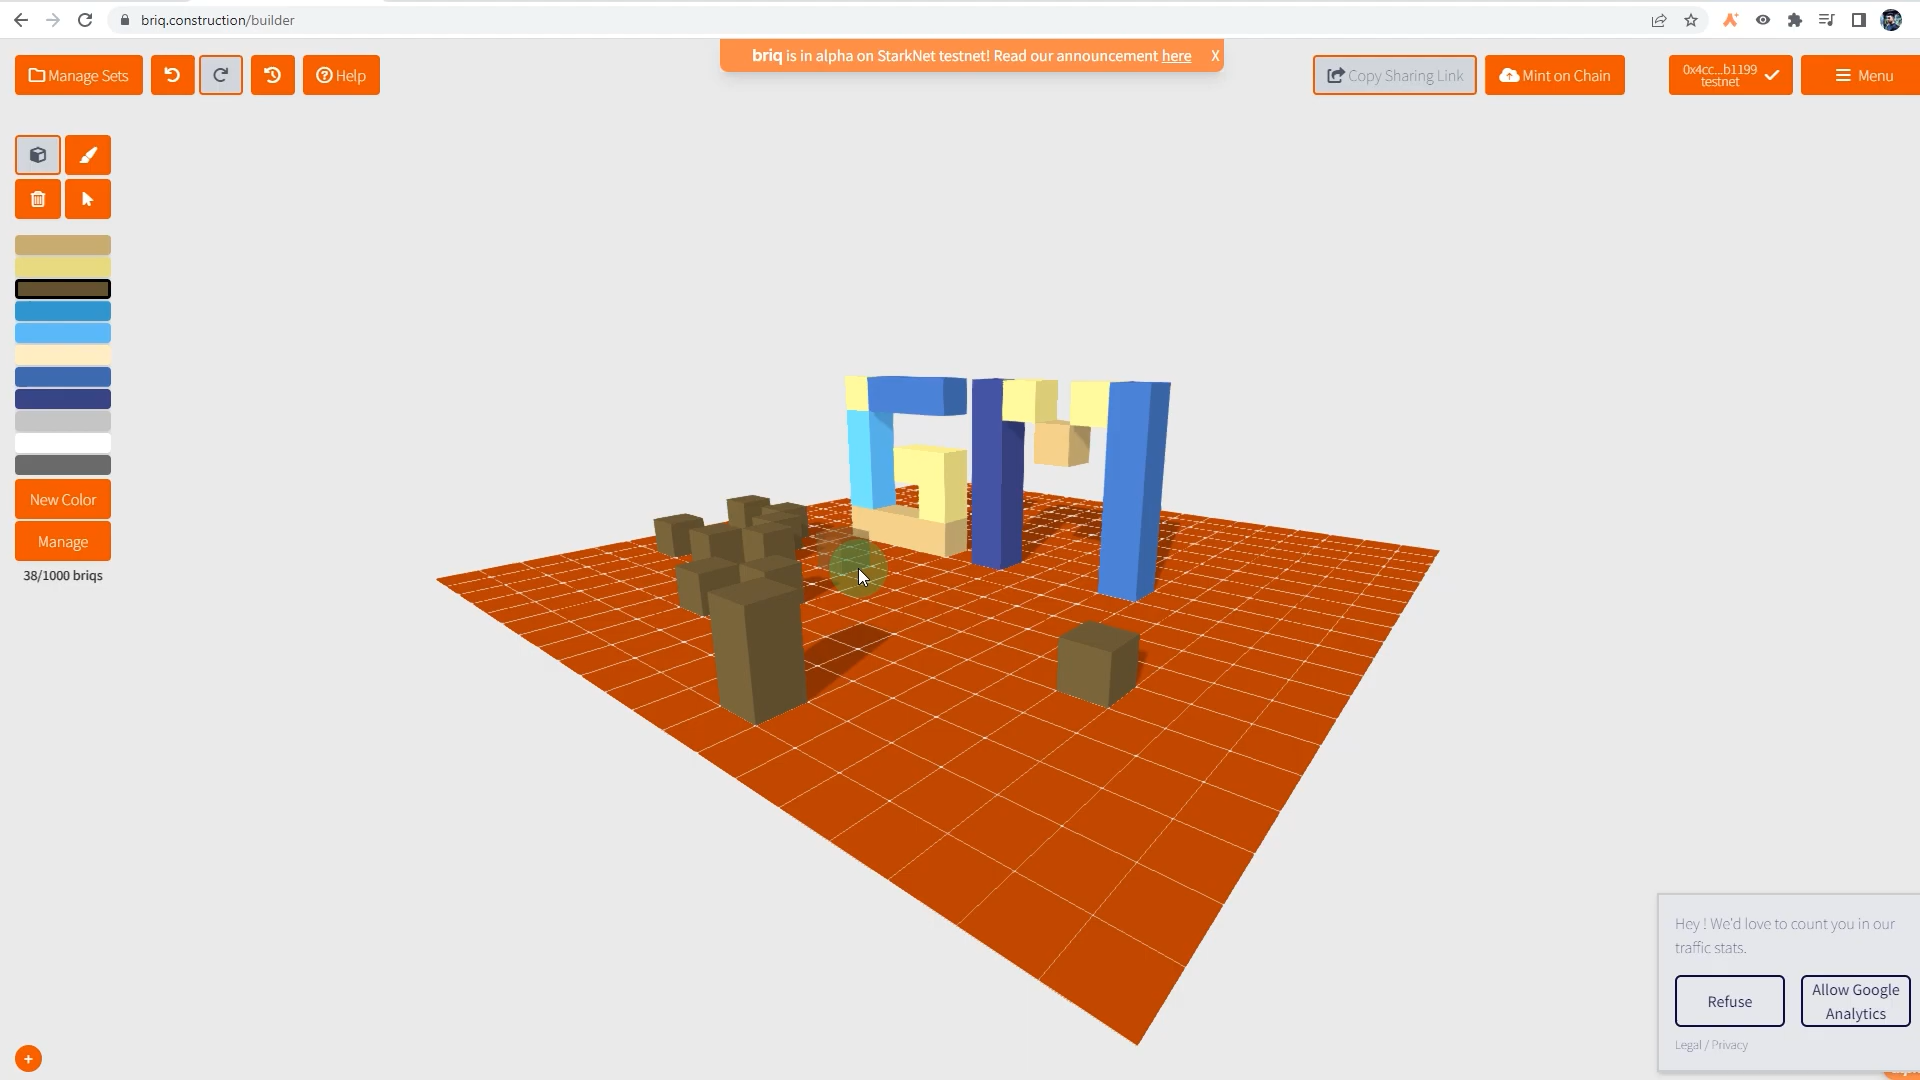 briq.construction/builder
briq is in alpha on StarkNet testnet! Read our announcement here X
Manage Sets
Help
Copy Sharing Link
Mint on Chain
0x4cc...b1199
testnet
Menu
GM
New Color
Manage
38/1000 briqs
Hey ! We'd love to count you in our
traffic stats.
Refuse
Allow Google
Analytics
Legal / Privacy
+